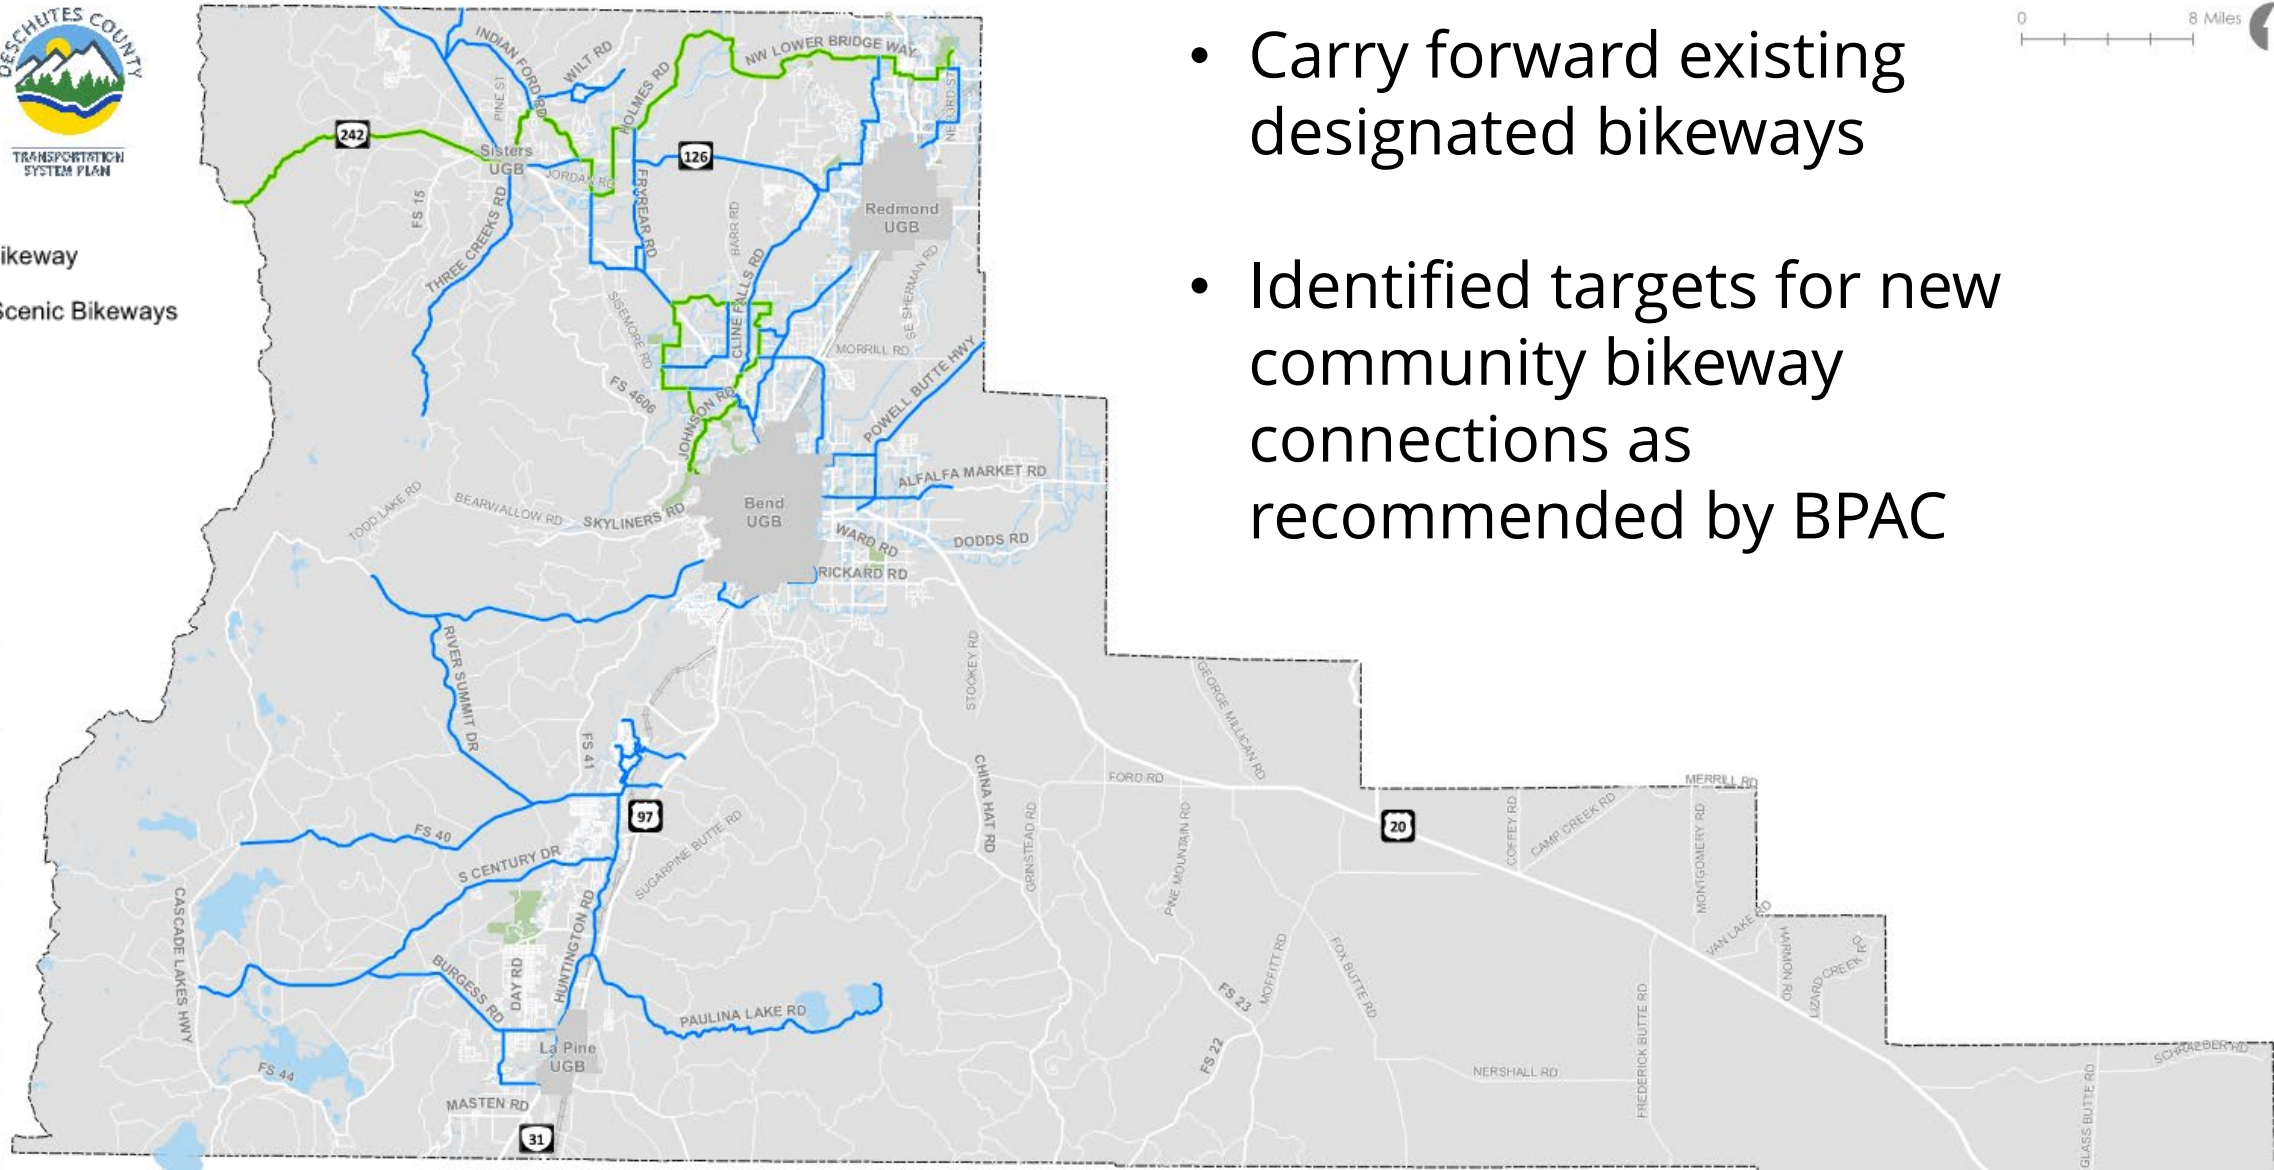 DESCHUTES COUNTY
TRANSPORTATION
SYSTEM PLAN
ikeway
Scenic Bikeways
• Carry forward existing
designated bikeways
• Identified targets for new
community bikeway
connections as
recommended by BPAC
0 8 Miles
INDIAN FORD RD
WILT RD
PINE ST
HOLMES RD
NW LOWER BRIDGE WAY
242
Sisters
UGB
126
JORDAN RD
FRYREAR RD
FS 15
THREE CREEKS RD
BARR RD
Redmond
UGB
CLINE FALLS RD
SE SHERMAN RD
SISEMORE RD
MORRILL RD
POWELL BUTTE HWY
FS 4606
JOHNSON RD
ALFALFA MARKET RD
TODD LAKE RD
BEARWALLOW RD
SKYLINERS RD
Bend
UGB
WARD RD
DODDS RD
RICKARD RD
RIVER SUMMIT DR
STOOKEY RD
GEORGE MILLICAN RD
FS 41
CHINA HAT RD
FORD RD
MERRILL RD
97
20
FS 40
SUGARPINE BUTTE RD
GRINSTEAD RD
PINE MOUNTAIN RD
COFFEY RD
CAMP CREEK RD
MONTGOMERY RD
S CENTURY DR
CASCADE LAKES HWY
HUNTINGTON RD
VAN LAKE RD
HARMON RD
LIZARD CREEK RD
BURGESS RD
DAY RD
MOFFITT RD
FOX BUTTE RD
FS 23
PAULINA LAKE RD
FREDERICK BUTTE RD
La Pine
UGB
FS 44
FS 22
NERSHALL RD
SCHRAEDER RD
GLASS BUTTE RD
MASTEN RD
31